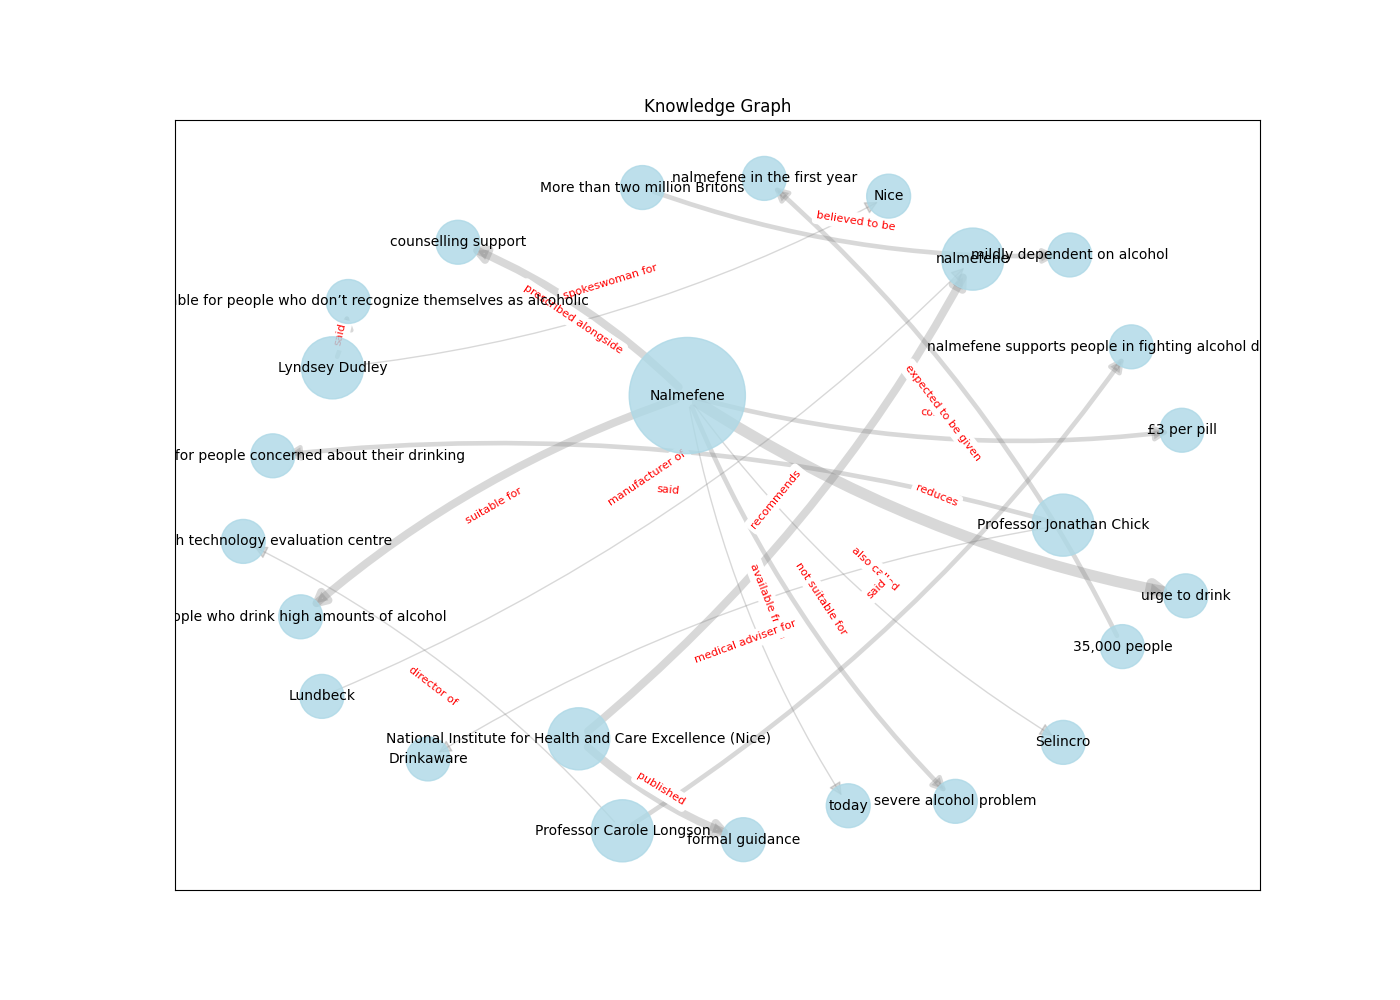 Knowledge Graph
nalmefene in the first year
More than two million Britons
Nice
believed to be
counselling support
mildly dependent on alcohol
nalmefene
spokeswoman for
for people who don’t recognize themselves as alcoholic
prescribed alongside
said
nalmefene supports people in fighting alcohol
Lyndsey Dudley
Nalmefene
expected to be given
£3 per pill
for people concerned about their drinking
manufacturer of
said
reduces
recommends
suitable for
Professor Jonathan Chick
technology evaluation centre
also
said
available
not suitable for
urge to drink
who drink high amounts of alcohol
medical adviser for
35,000 people
director of
Lundbeck
National Institute for Health and Care Excellence (Nice)
Selincro
Drinkaware
published
today
severe alcohol problem
Professor Carole Longson
formal guidance